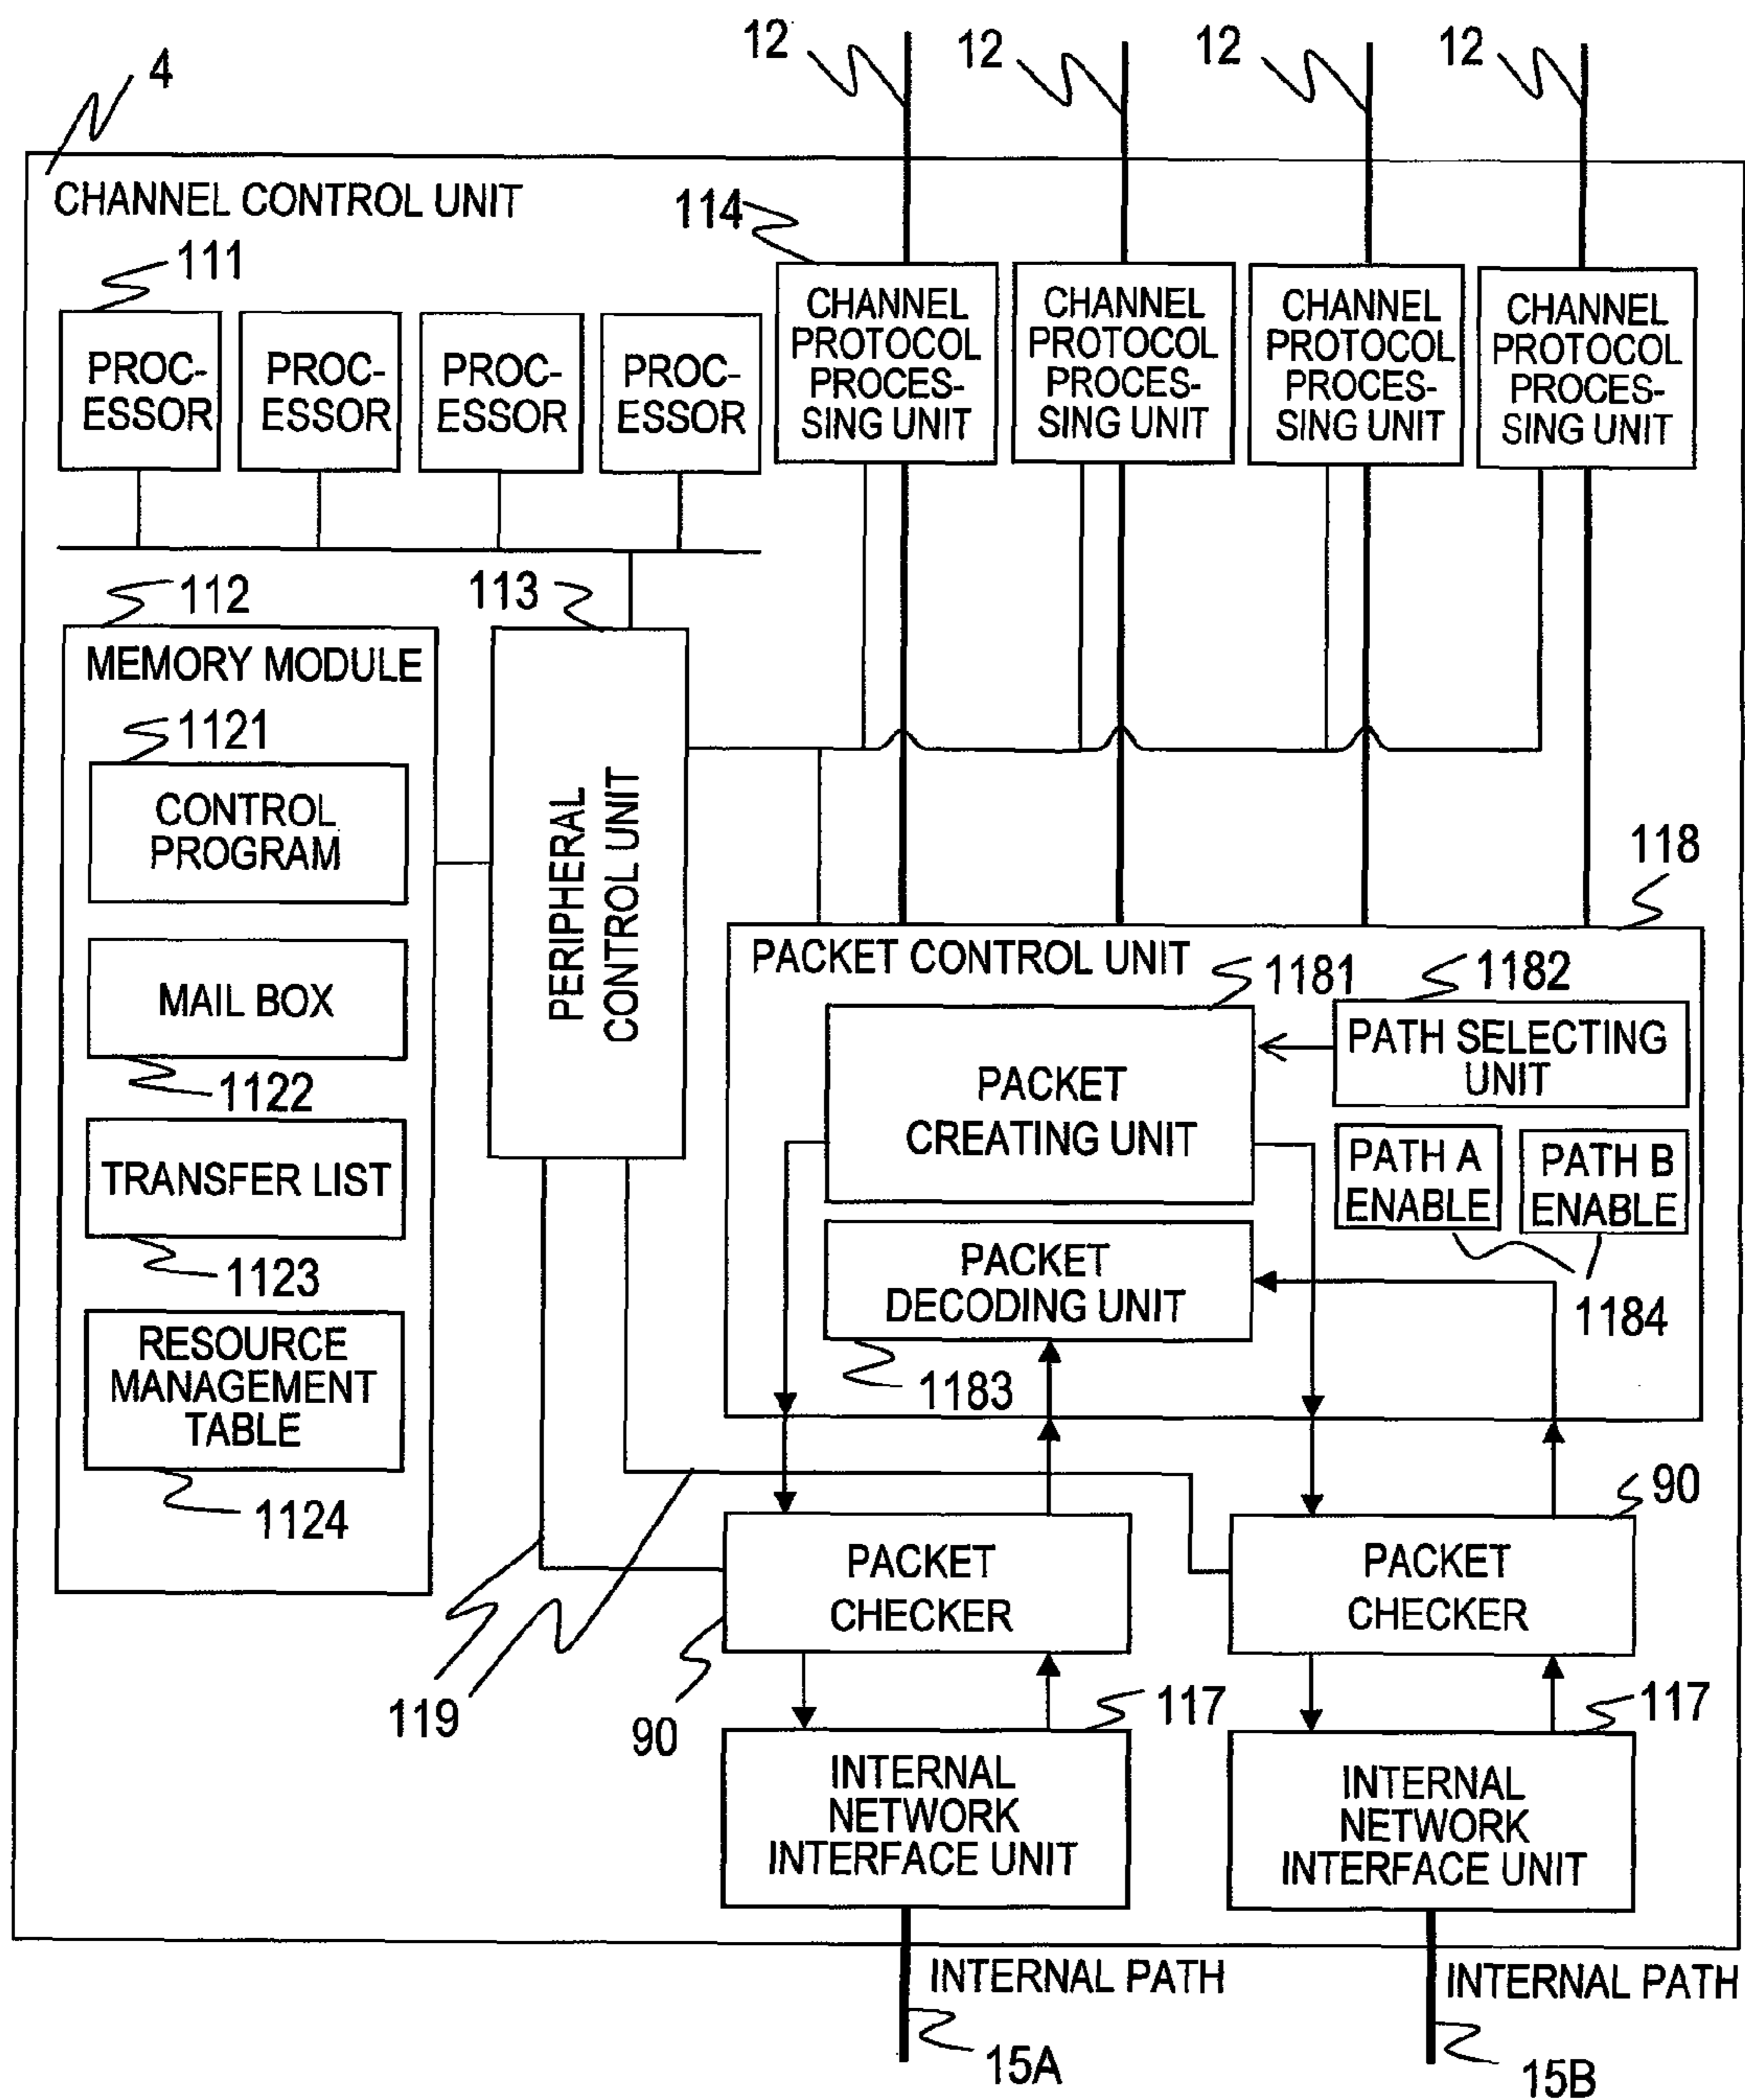 12
12
12
12
4
CHANNEL CONTROL UNIT
114
111
PROC-
ESSOR
PROC-
ESSOR
PROC-
ESSOR
PROC-
ESSOR
CHANNEL
PROTOCOL
PROCES-
SING UNIT
CHANNEL
PROTOCOL
PROCES-
SING UNIT
CHANNEL
PROTOCOL
PROCES-
SING UNIT
CHANNEL
PROTOCOL
PROCES-
SING UNIT
112
113
MEMORY MODULE
1121
CONTROL
PROGRAM
MAIL BOX
1122
TRANSFER LIST
1123
RESOURCE
MANAGEMENT
TABLE
1124
PERIPHERAL
CONTROL UNIT
118
PACKET CONTROL UNIT
1181
1182
PACKET
CREATING UNIT
PATH SELECTING
UNIT
PATH A
ENABLE
PATH B
ENABLE
1184
PACKET
DECODING UNIT
1183
90
PACKET
CHECKER
PACKET
CHECKER
119
90
117
117
INTERNAL
NETWORK
INTERFACE UNIT
INTERNAL
NETWORK
INTERFACE UNIT
INTERNAL PATH
INTERNAL PATH
15A
15B